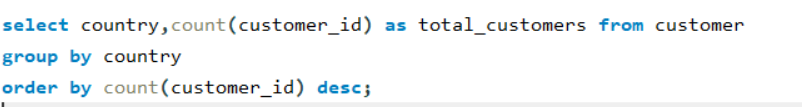 select country,count(customer_id) as total_customers from customer
group by country
order by count(customer_id) desc;